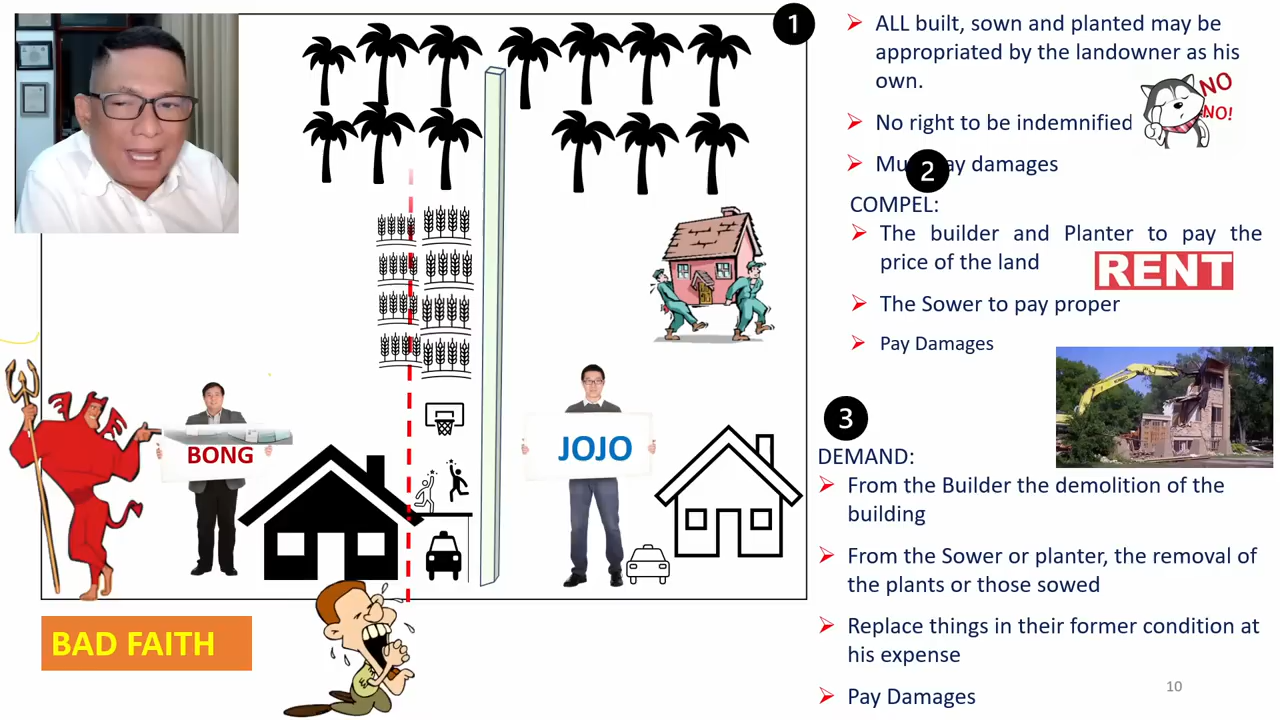 1
ALL built, sown and planted may be
appropriated by the landowner as his
own.
NO
NO!
No right to be indemnified
pay damages
2
COMPEL:
The builder and Planter to pay the
price of the land
RENT
The Sower to pay proper
Pay Damages
3
DEMAND:
From the Builder the demolition of the
building
From the Sower or planter, the removal of
the plants or those sowed
Replace things in their former condition at
his expense
Pay Damages
BONG
JOJO
BAD FAITH
10